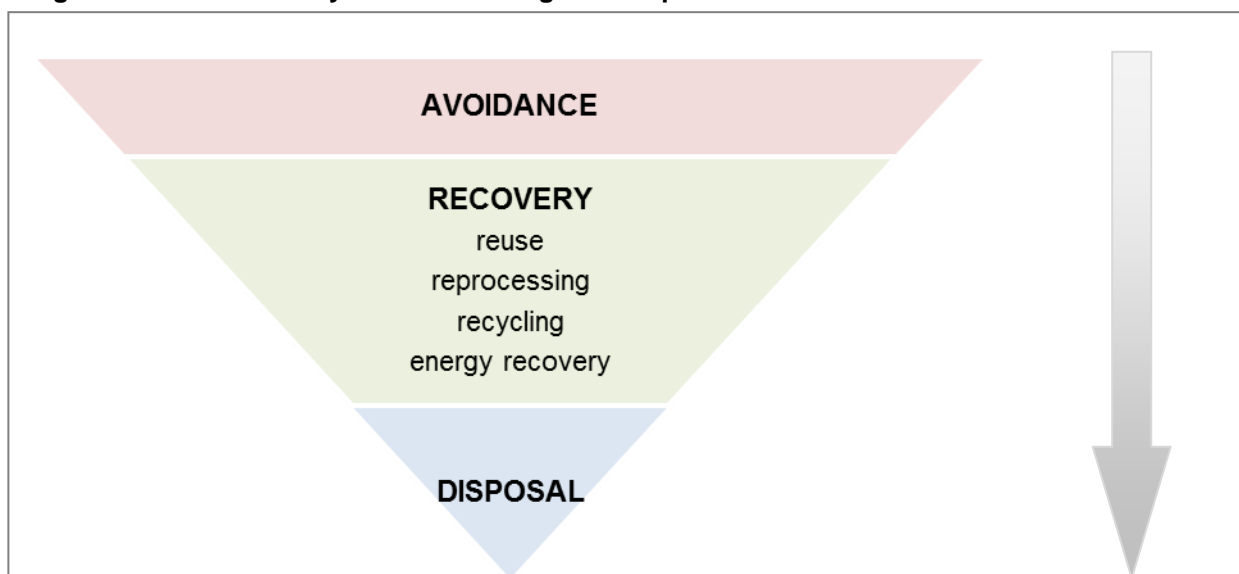 AVOIDANCE
RECOVERY
reuse
reprocessing
recycling
energy recovery
DISPOSAL